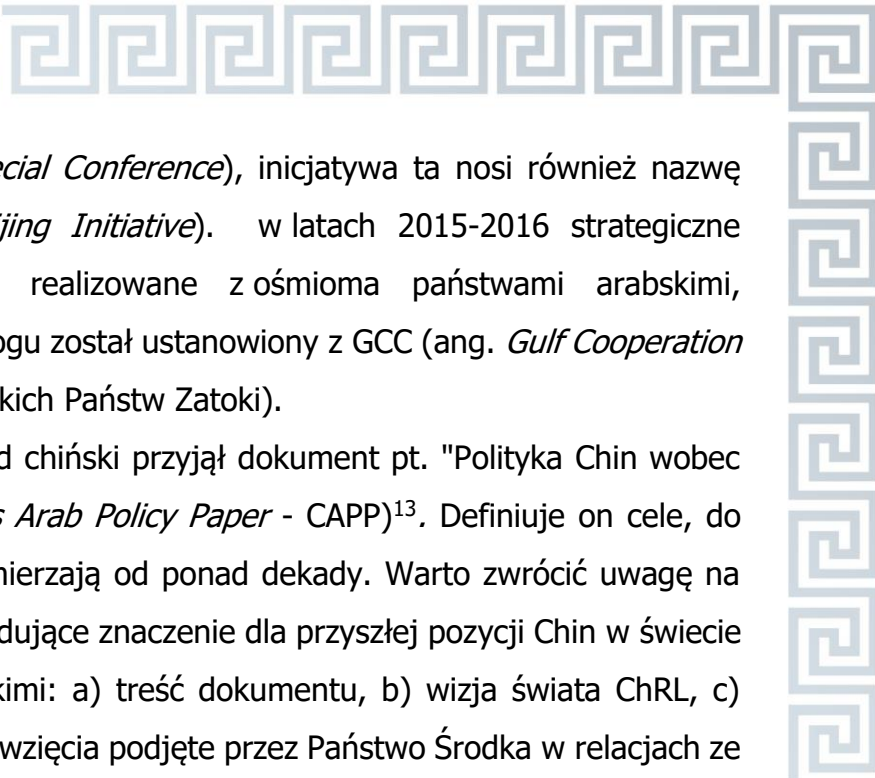 ecial Conference), inicjatywa ta nosi również nazwę
ijing Initiative). w latach 2015-2016 strategiczne
realizowane z ośmioma państwami arabskimi,
ogu został ustanowiony z GCC (ang. Gulf Cooperation
kich Państw Zatoki).
d chiński przyjął dokument pt. "Polityka Chin wobec
s Arab Policy Paper - CAPP)13. Definiuje on cele, do
mierzają od ponad dekady. Warto zwrócić uwagę na
dujące znaczenie dla przyszłej pozycji Chin w świecie
kimi: a) treść dokumentu, b) wizja świata ChRL, c)
wzięcia podjęte przez Państwo Środka w relacjach ze